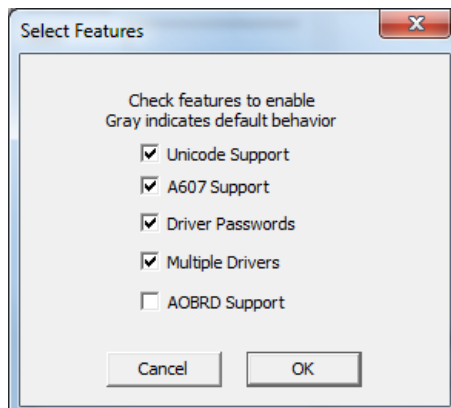 Select Features
Check features to enable
Gray indicates default behavior
Unicode Support
A607 Support
Driver Passwords
Multiple Drivers
AOBRD Support
Cancel OK